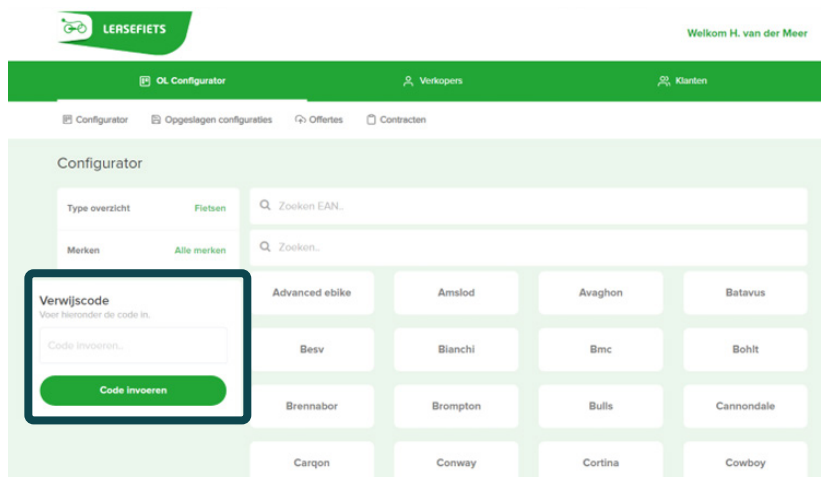 LEASEFIETS
Welkom H. van der Meer
OL Configurator
Verkopers
Klanten
Configurator
Opgeslagen configuraties
Offertes
Contracten
Configurator
Type overzicht
Fietsen
Zoeken EAN..
Merken
Alle merken
Zoeken..
Verwijscode
Voer hieronder de code in.
Code invoeren..
Code invoeren
Advanced ebike
Amslod
Avaghon
Batavus
Besv
Bianchi
Bmc
Bohlt
Brennabor
Brompton
Bulls
Cannondale
Carqon
Conway
Cortina
Cowboy